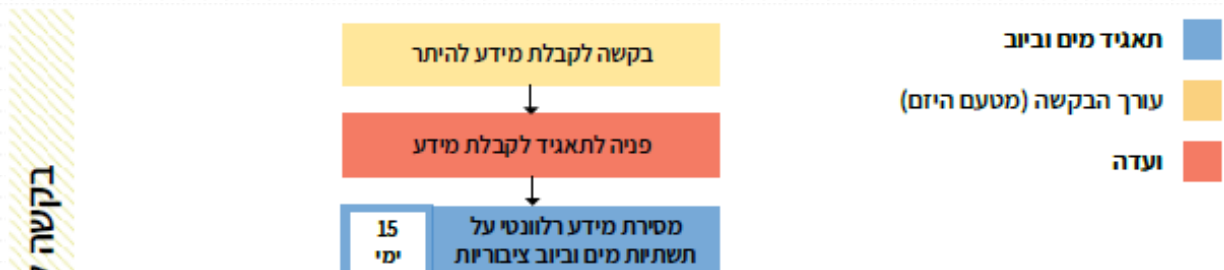 תאגיד מים וביוב
עורך הבקשה (מטעם היזם)
ועדה
בקשה לקבלת מידע להיתר
פניה לתאגיד לקבלת מידע
מסירת מידע רלוונטי על
תשתיות מים וביוב ציבוריות
15
ימי
בקשה